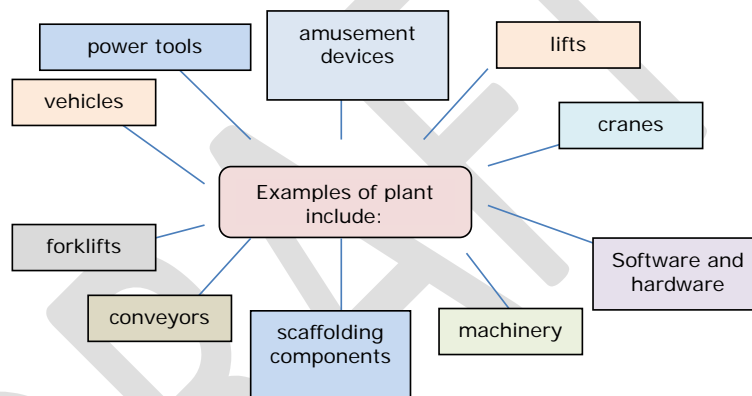 power tools
amusement
devices
lifts
vehicles
cranes
Examples of plant
include:
forklifts
Software and
hardware
conveyors
scaffolding
components
machinery
DRAFT